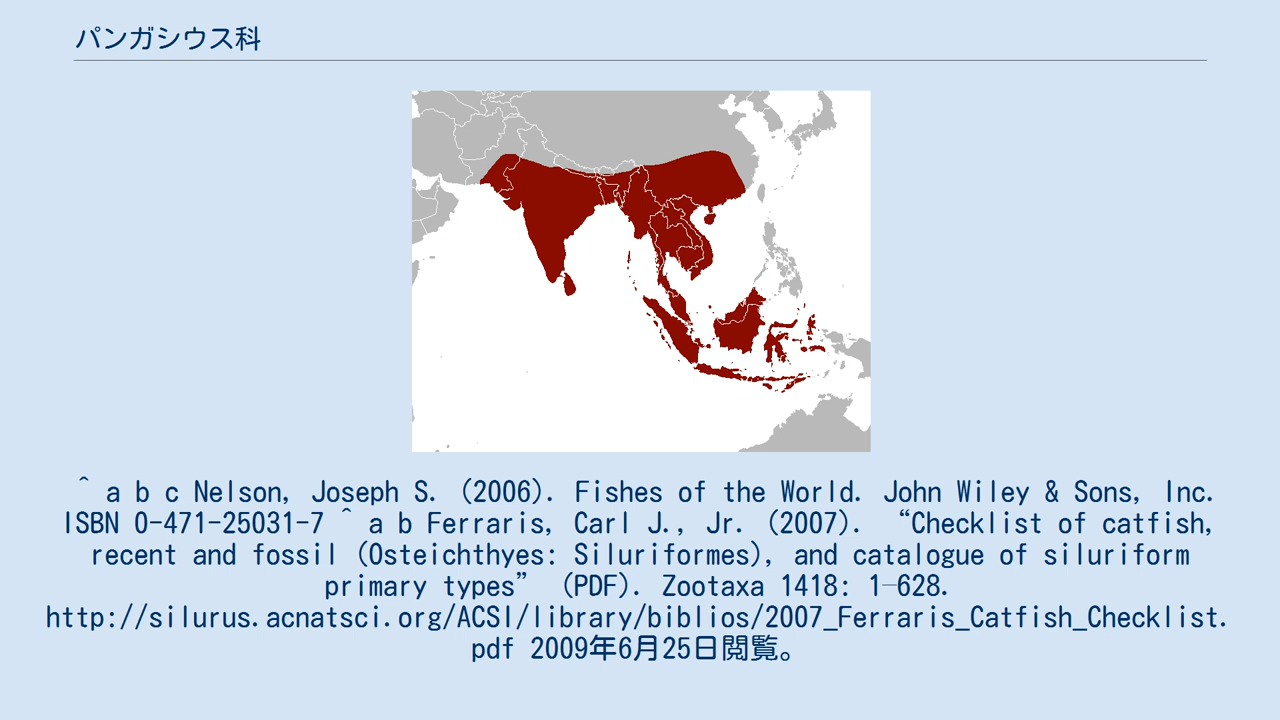 パンガシウス科
^ a b c Nelson, Joseph S. (2006). Fishes of the World. John Wiley & Sons, Inc.
ISBN 0-471-25031-7 ^ a b Ferraris, Carl J., Jr. (2007). “Checklist of catfish,
recent and fossil (Osteichthyes: Siluriformes), and catalogue of siluriform
primary types” (PDF). Zootaxa 1418: 1–628.
http://silurus.acnatsci.org/ACSI/library/biblios/2007_Ferraris_Catfish_Checklist.
pdf 2009年6月25日閲覧。